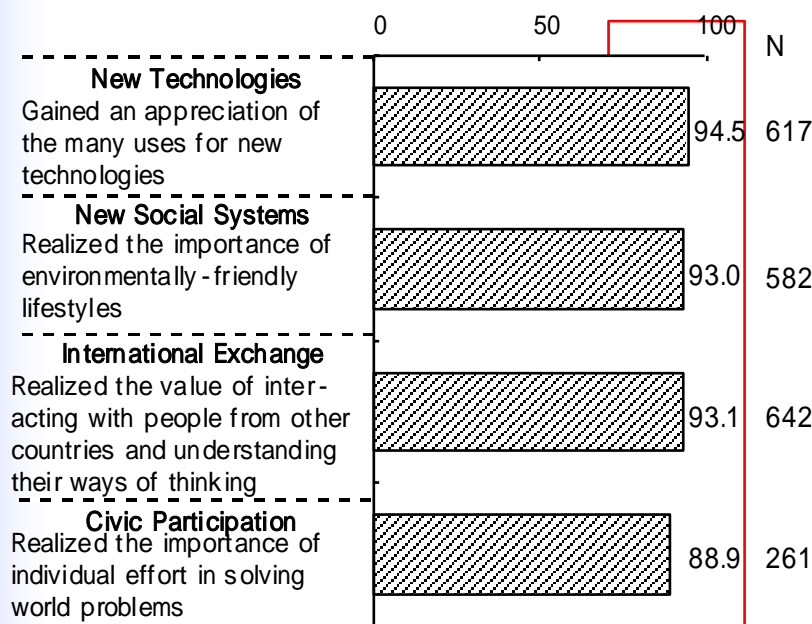 0 50 100 N
New Technologies
Gained an appreciation of
the many uses for new
technologies
94.5 617
New Social Systems
Realized the importance of
environmentally-friendly
lifestyles
93.0 582
International Exchange
Realized the value of inter-
acting with people from other
countries and understanding
their ways of thinking
93.1 642
Civic Participation
Realized the importance of
individual effort in solving
world problems
88.9 261